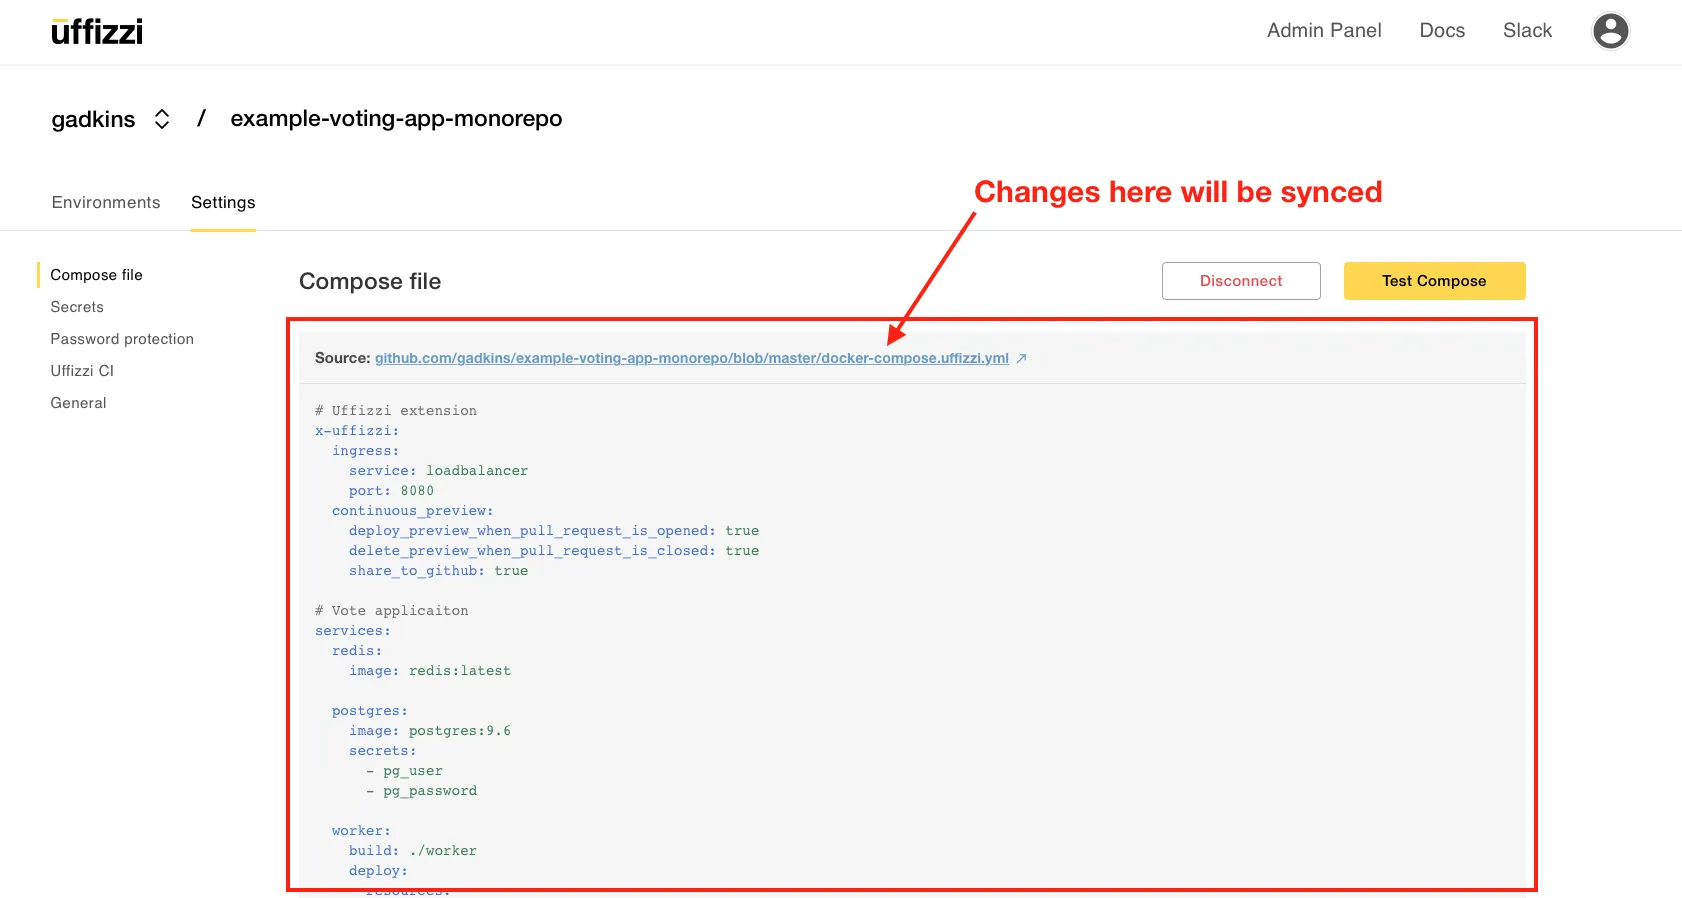 uffizzi
Admin Panel
Docs
Slack
gadkins / example-voting-app-monorepo
Environments
Settings
Changes here will be synced
Compose file
Secrets
Password protection
Uffizzi CI
General
Compose file
Disconnect
Test Compose
Source: github.com/gadkins/example-voting-app-monorepo/blob/master/docker-compose.uffizzi.yml ↗
# Uffizzi extension
x-uffizzi:
  ingress:
    service: loadbalancer
    port: 8080
  continuous_preview:
    deploy_preview_when_pull_request_is_opened: true
    delete_preview_when_pull_request_is_closed: true
    share_to_github: true
# Vote applicaiton
services:
  redis:
    image: redis:latest
  postgres:
    image: postgres:9.6
    secrets:
      - pg_user
      - pg_password
  worker:
    build: ./worker
    deploy:
      resources: